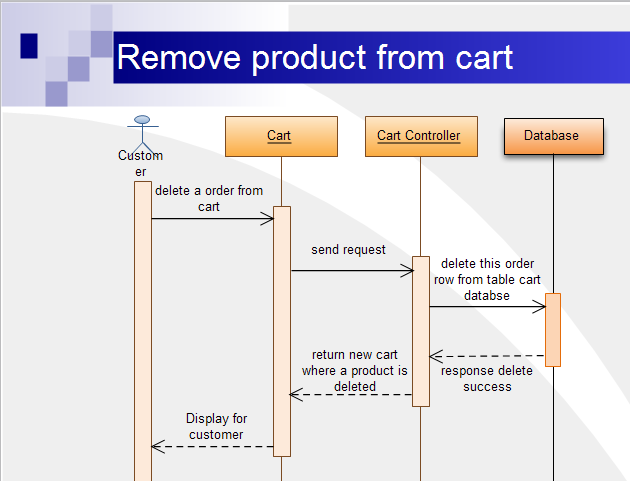 Remove product from cart
Cart
Cart Controller
Database
Custom
er
delete a order from
cart
send request
delete this order
row from table cart
databse
return new cart
where a product is
deleted
response delete
success
Display for
customer